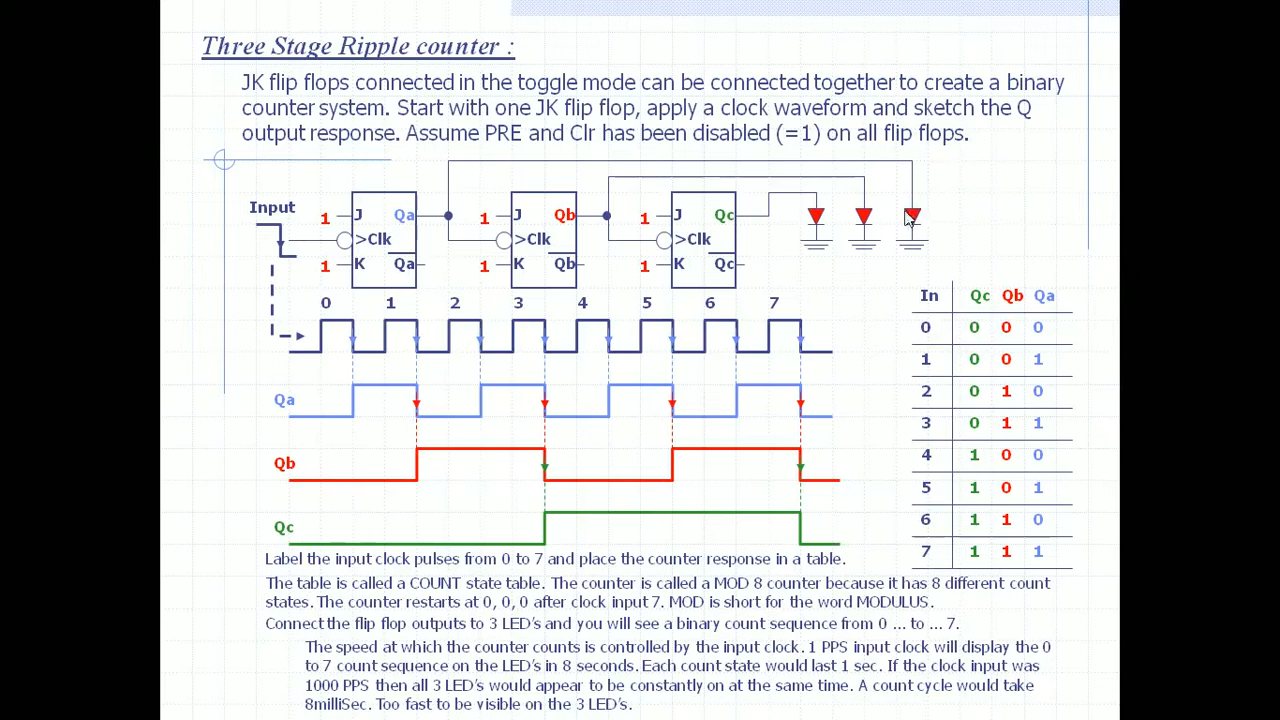 Three Stage Ripple counter :
JK flip flops connected in the toggle mode can be connected together to create a binary
counter system. Start with one JK flip flop, apply a clock waveform and sketch the Q
output response. Assume PRE and Clr has been disabled (=1) on all flip flops.
Input
1 J Qa 1 J Qb 1 J Qc
>Clk >Clk >Clk
1 K Qa 1 K Qb 1 K Qc
0 1 2 3 4 5 6 7
Qa
Qb
Qc
In Qc Qb Qa
0 0 0 0
1 0 0 1
2 0 1 0
3 0 1 1
4 1 0 0
5 1 0 1
6 1 1 0
7 1 1 1
Label the input clock pulses from 0 to 7 and place the counter response in a table.
The table is called a COUNT state table. The counter is called a MOD 8 counter because it has 8 different count
states. The counter restarts at 0, 0, 0 after clock input 7. MOD is short for the word MODULUS.
Connect the flip flop outputs to 3 LED's and you will see a binary count sequence from 0 ... to ... 7.
The speed at which the counter counts is controlled by the input clock. 1 PPS input clock will display the 0
to 7 count sequence on the LED's in 8 seconds. Each count state would last 1 sec. If the clock input was
1000 PPS then all 3 LED's would appear to be constantly on at the same time. A count cycle would take
8milliSec. Too fast to be visible on the 3 LED's.